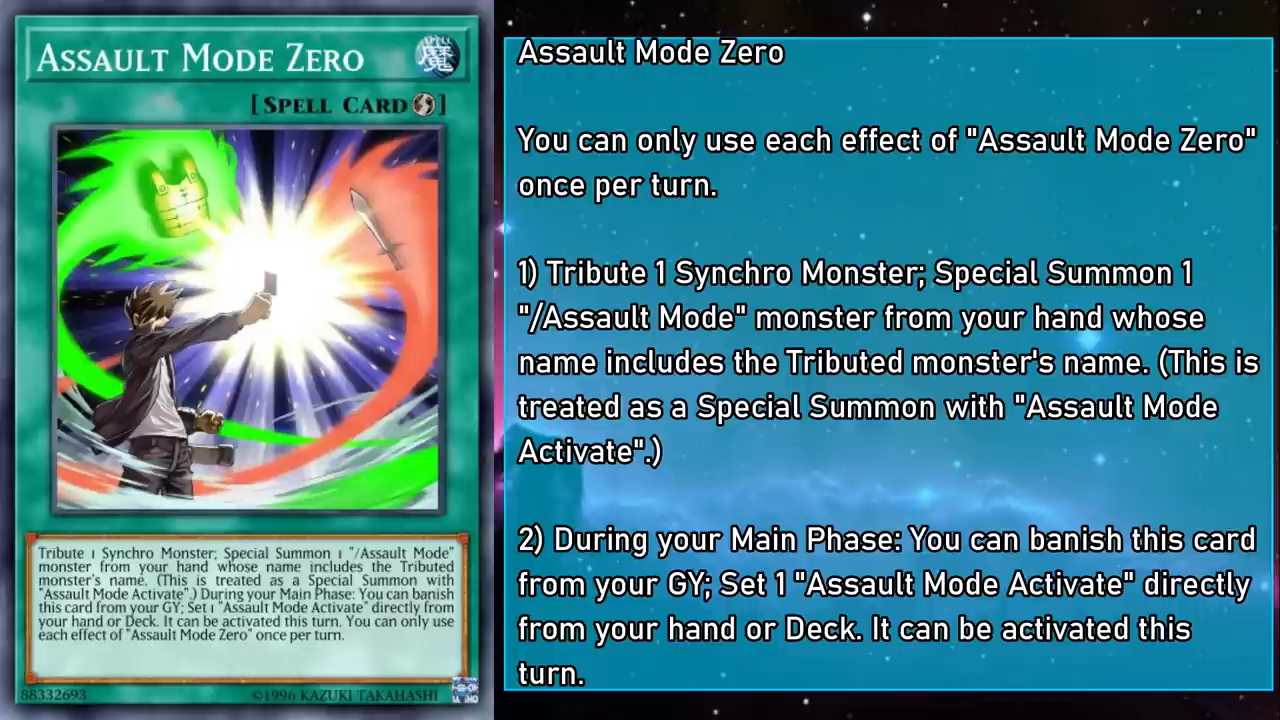 ASSAULT MODE ZERO
魔
[SPELL CARD]
Tribute 1 Synchro Monster; Special Summon 1 "/Assault Mode"
monster from your hand whose name includes the Tributed
monster's name. (This is treated as a Special Summon with
"Assault Mode Activate".) During your Main Phase: You can banish
this card from your GY; Set 1 "Assault Mode Activate" directly from
your hand or Deck. It can be activated this turn. You can only use
each effect of "Assault Mode Zero" once per turn.
88332693
©1996 KAZUKI TAKAHASHI
Assault Mode Zero
You can only use each effect of "Assault Mode Zero"
once per turn.
1) Tribute 1 Synchro Monster; Special Summon 1
"/Assault Mode" monster from your hand whose
name includes the Tributed monster's name. (This is
treated as a Special Summon with "Assault Mode
Activate".)
2) During your Main Phase: You can banish this card
from your GY; Set 1 "Assault Mode Activate" directly
from your hand or Deck. It can be activated this
turn.